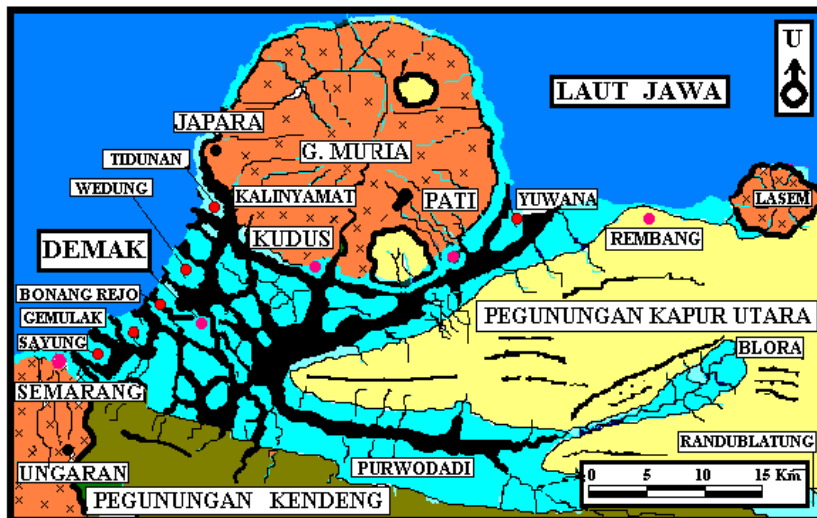 U
LAUT JAWA
JAPARA
TIDUNAN
G. MURIA
WEDUNG
KALINYAMAT
PATI
YUWANA
LASEM
DEMAK
KUDUS
REMBANG
BONANG REJO
GEMULAK
PEGUNUNGAN KAPUR UTARA
SAYUNG
BLORA
SEMARANG
RANDUBLATUNG
UNGARAN
PURWODADI
0 5 10 15 Km
PEGUNUNGAN KENDENG